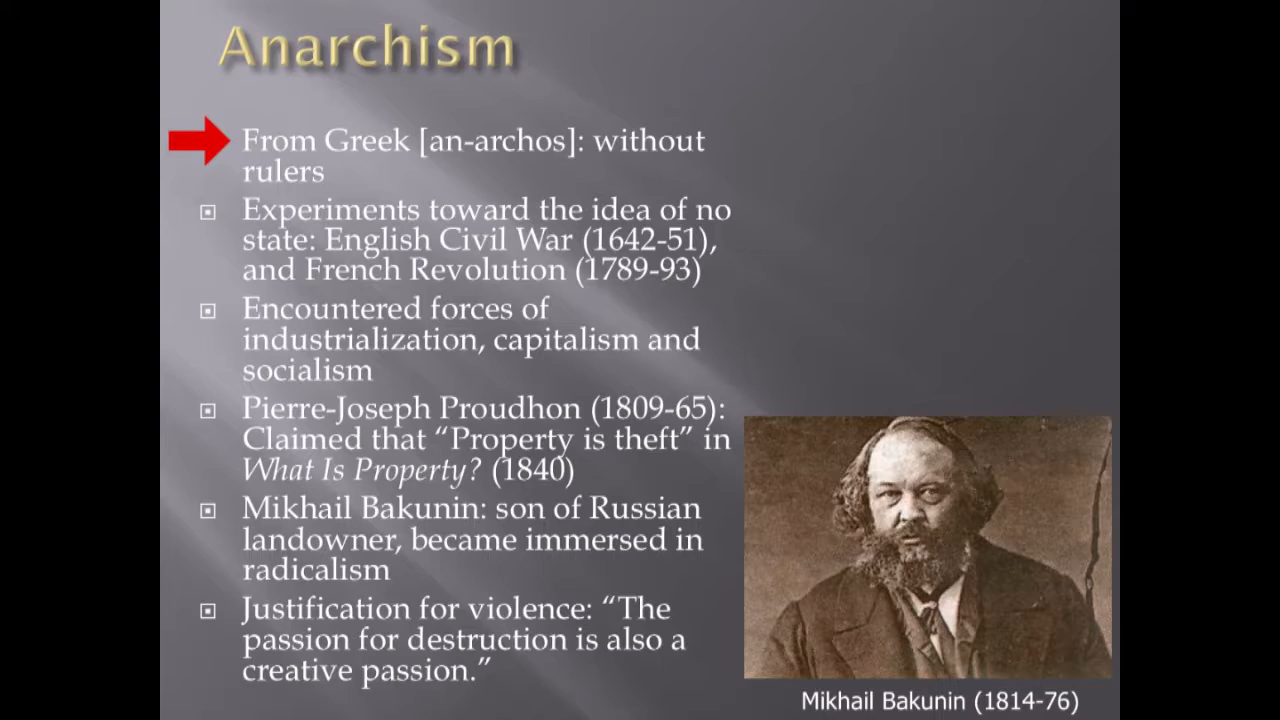 Anarchism
From Greek [an-archos]: without
rulers
Experiments toward the idea of no
state: English Civil War (1642-51),
and French Revolution (1789-93)
Encountered forces of
industrialization, capitalism and
socialism
Pierre-Joseph Proudhon (1809-65):
Claimed that “Property is theft” in
What Is Property? (1840)
Mikhail Bakunin: son of Russian
landowner, became immersed in
radicalism
Justification for violence: “The
passion for destruction is also a
creative passion.”
Mikhail Bakunin (1814-76)